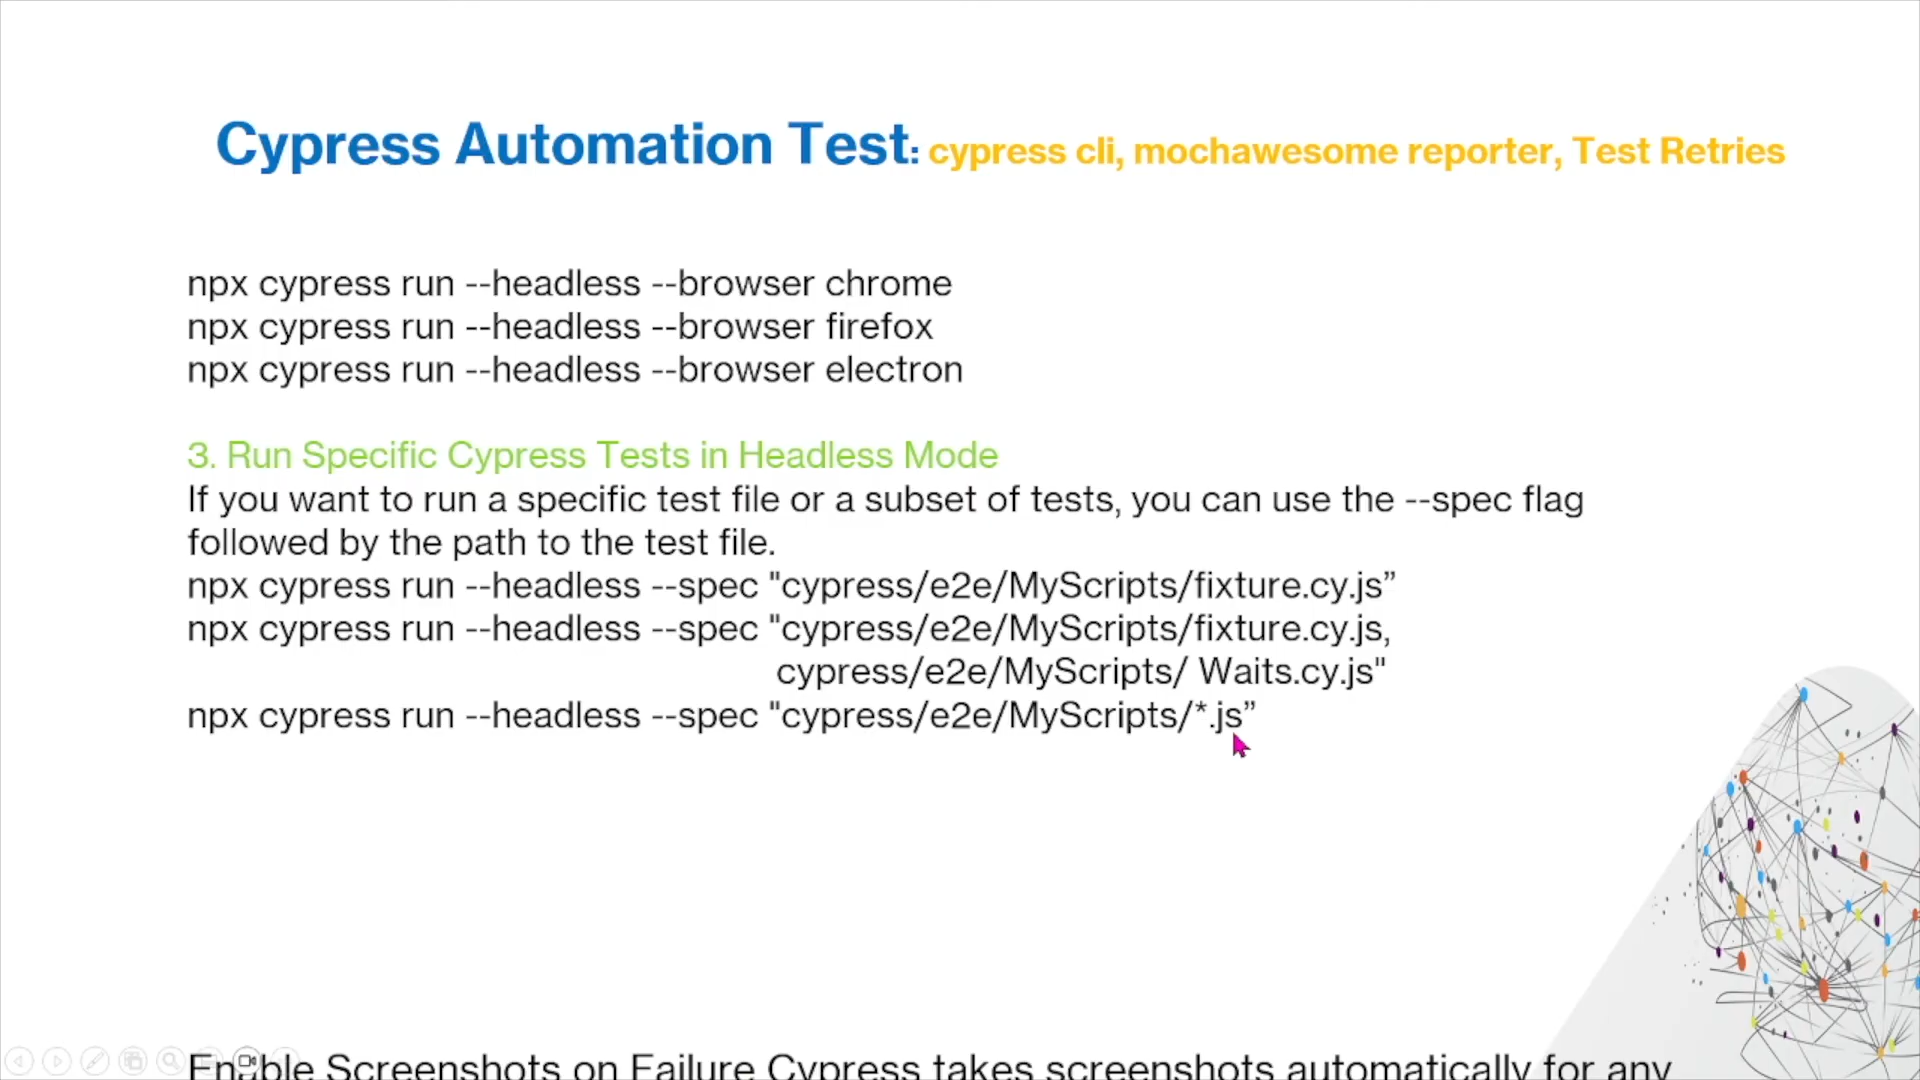 Cypress Automation Test: cypress cli, mochawesome reporter, Test Retries
npx cypress run --headless --browser chrome
npx cypress run --headless --browser firefox
npx cypress run --headless --browser electron
3. Run Specific Cypress Tests in Headless Mode
If you want to run a specific test file or a subset of tests, you can use the --spec flag
followed by the path to the test file.
npx cypress run --headless --spec "cypress/e2e/MyScripts/fixture.cy.js”
npx cypress run --headless --spec "cypress/e2e/MyScripts/fixture.cy.js,
cypress/e2e/MyScripts/ Waits.cy.js"
npx cypress run --headless --spec "cypress/e2e/MyScripts/*.js”
Enable Screenshots on Failure Cypress takes screenshots automatically for any